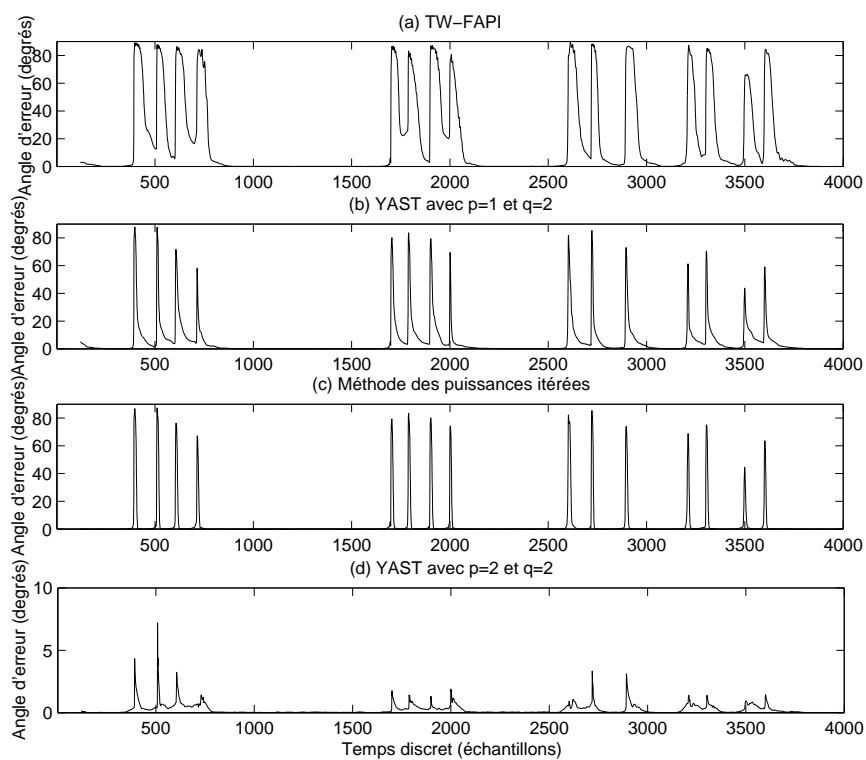 (a) TW−FAPI
Angle d'erreur (degrés)
80
60
40
20
0
500 1000 1500 2000 2500 3000 3500 4000
(b) YAST avec p=1 et q=2
Angle d'erreur (degrés)
80
60
40
20
0
500 1000 1500 2000 2500 3000 3500 4000
(c) Méthode des puissances itérées
Angle d'erreur (degrés)
80
60
40
20
0
500 1000 1500 2000 2500 3000 3500 4000
(d) YAST avec p=2 et q=2
Angle d'erreur (degrés)
10
5
0
500 1000 1500 2000 2500 3000 3500 4000
Temps discret (échantillons)